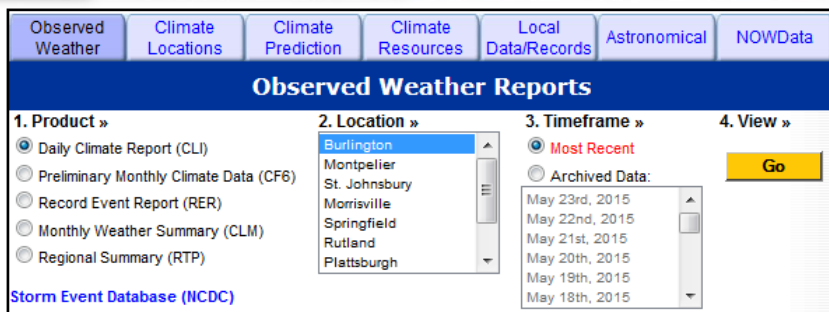 Observed Weather
Climate Locations
Climate Prediction
Climate Resources
Local Data/Records
Astronomical
NOWData
Observed Weather Reports
1. Product »
Daily Climate Report (CLI)
Preliminary Monthly Climate Data (CF6)
Record Event Report (RER)
Monthly Weather Summary (CLM)
Regional Summary (RTP)
Storm Event Database (NCDC)
2. Location »
Burlington
Montpelier
St. Johnsbury
Morrisville
Springfield
Rutland
Plattsburgh
3. Timeframe »
Most Recent
Archived Data:
May 23rd, 2015
May 22nd, 2015
May 21st, 2015
May 20th, 2015
May 19th, 2015
May 18th, 2015
4. View »
Go